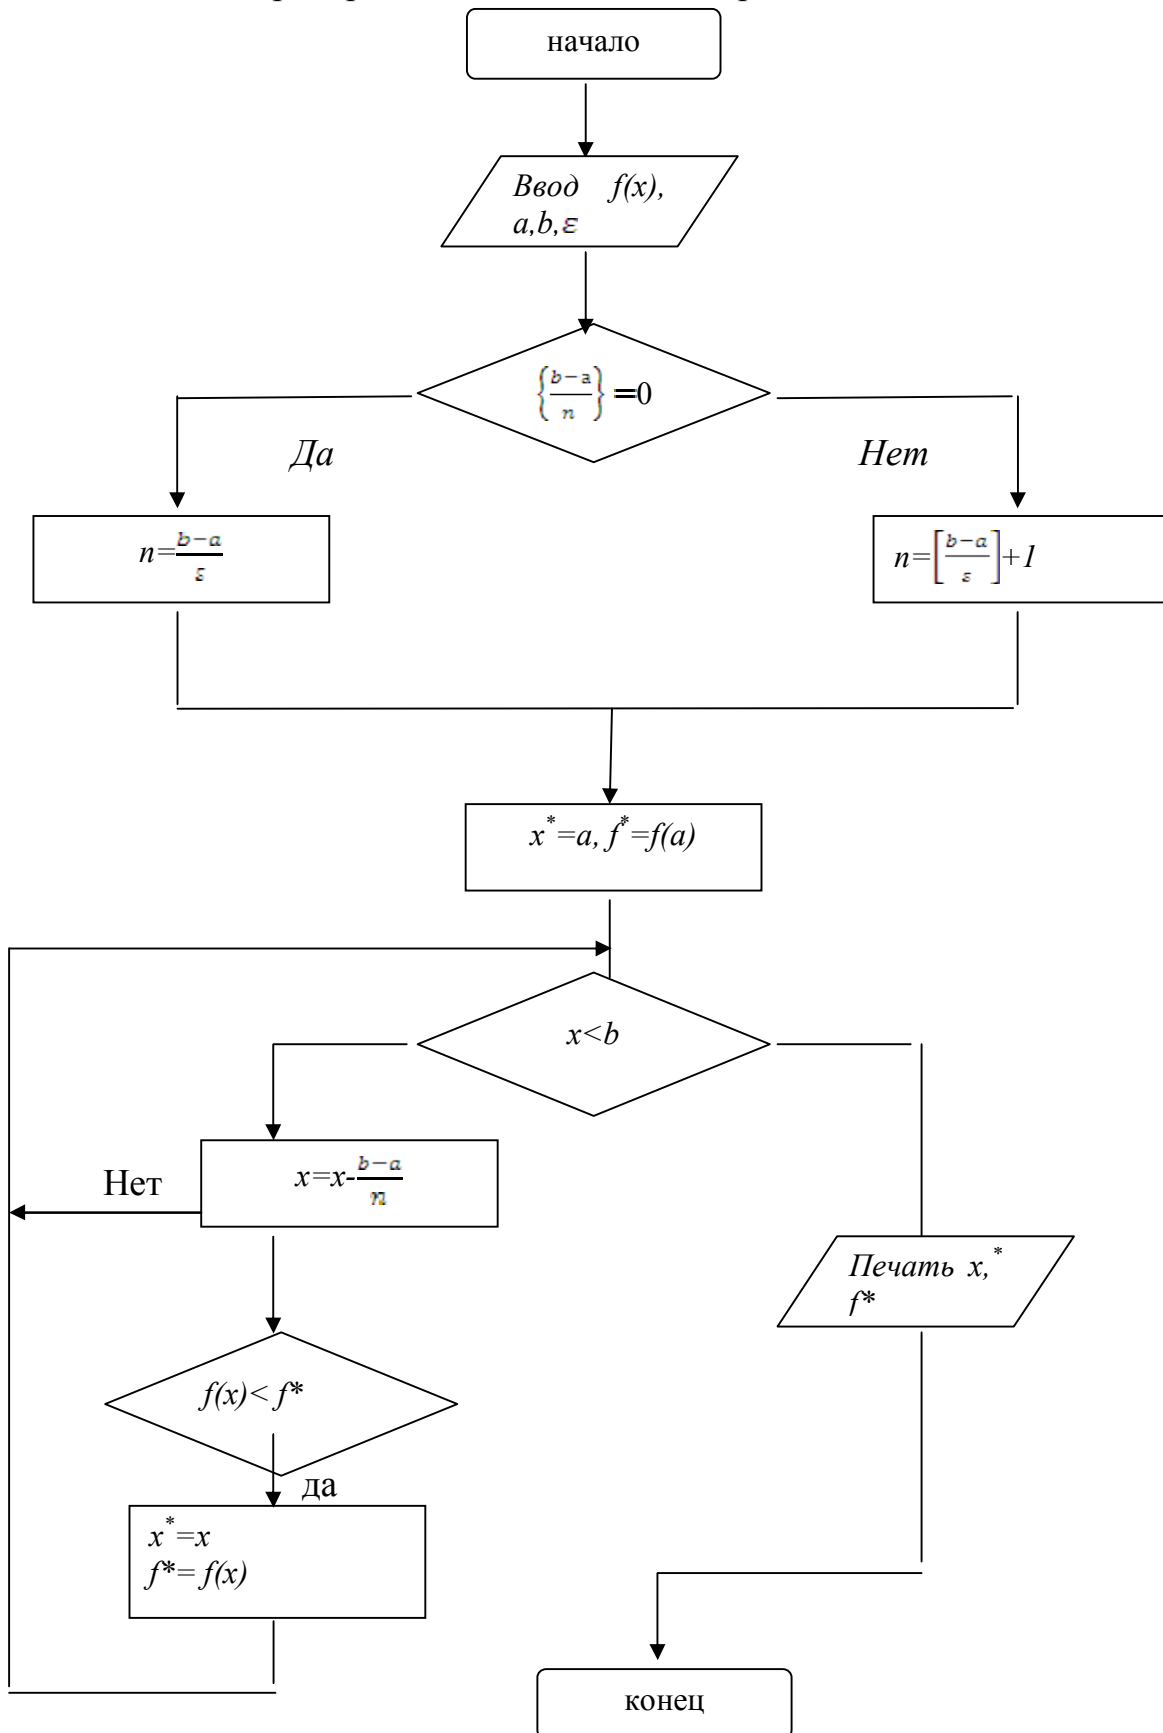 начало
Ввод f(x),
a,b,ε
{b−a/n}=0
Да
Нет
n=b−a/ε
n=[b−a/ε]+1
x*=a, f*=f(a)
x<b
x=x-b−a/n
Нет
Печать x,*
f*
f(x)< f*
да
x*=x
f*= f(x)
конец